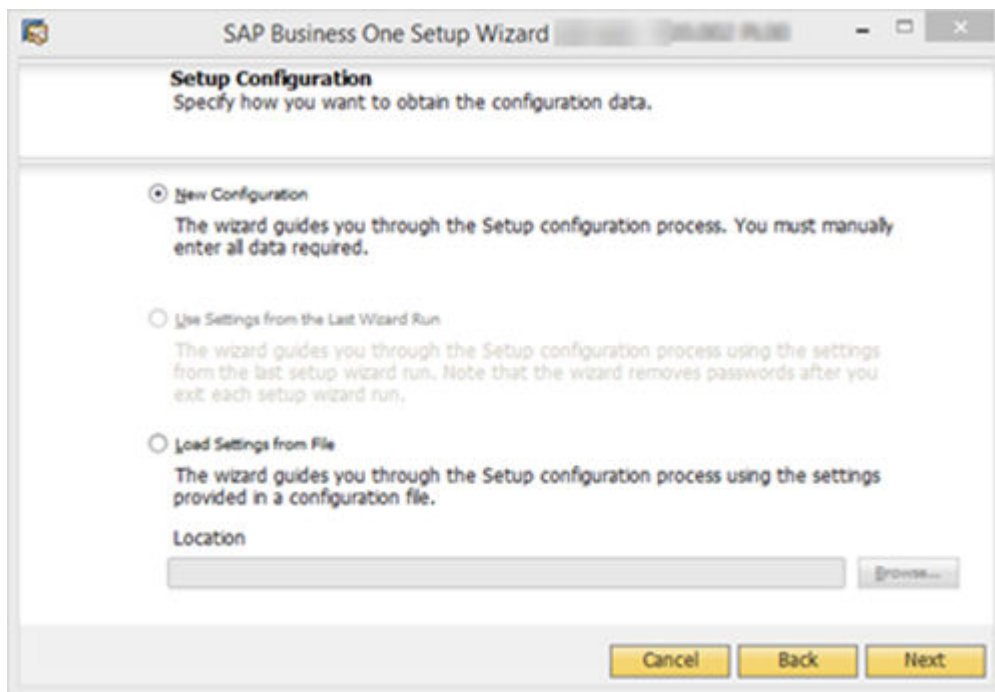 SAP Business One Setup Wizard
Setup Configuration
Specify how you want to obtain the configuration data.
New Configuration
The wizard guides you through the Setup configuration process. You must manually
enter all data required.
Use Settings from the Last Wizard Run
The wizard guides you through the Setup configuration process using the settings
from the last setup wizard run. Note that the wizard removes passwords after you
exit each setup wizard run.
Load Settings from File
The wizard guides you through the Setup configuration process using the settings
provided in a configuration file.
Location
Browse...
Cancel
Back
Next